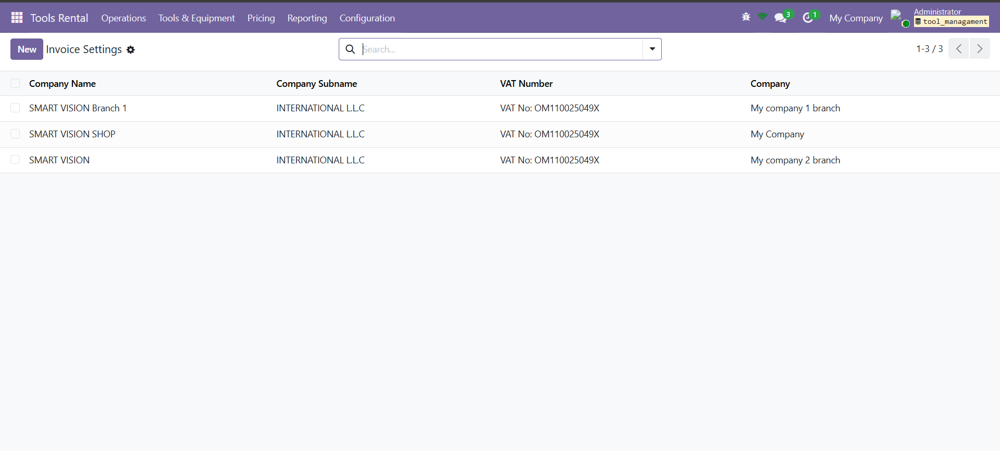 Tools Rental Operations Tools & Equipment Pricing Reporting Configuration 3 1 My Company Administrator
tool_managament
New Invoice Settings Search... 1-3 / 3
Company Name Company Subname VAT Number Company
SMART VISION Branch 1 INTERNATIONAL L.L.C VAT No: OM110025049X My company 1 branch
SMART VISION SHOP INTERNATIONAL L.L.C VAT No: OM110025049X My Company
SMART VISION INTERNATIONAL L.L.C VAT No: OM110025049X My company 2 branch